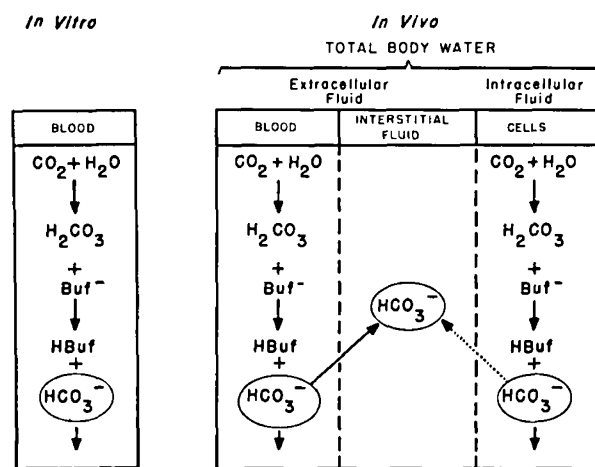 In Vitro
In Vivo
TOTAL BODY WATER
Extracellular Fluid
Intracellular Fluid
BLOOD
CO2 + H2O
H2CO3
+
Buf-
HBuf
+
HCO3-
BLOOD
CO2 + H2O
H2CO3
+
Buf-
HBuf
+
HCO3-
INTERSTITIAL FLUID
HCO3-
CELLS
CO2 + H2O
H2CO3
+
Buf-
HBuf
+
HCO3-